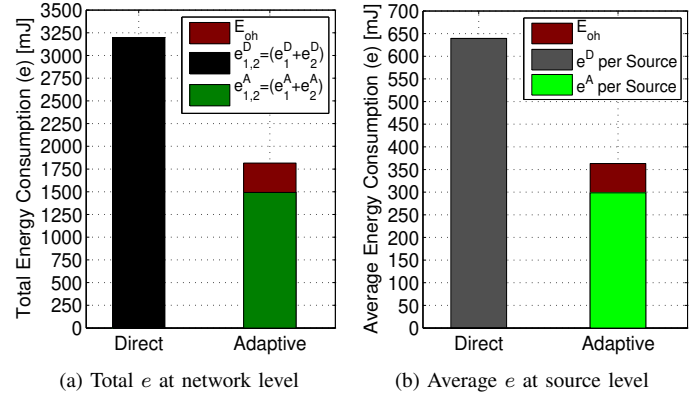 Total Energy Consumption (e) [mJ]
3500
3250
3000
2750
2500
2250
2000
1750
1500
1250
1000
750
500
250
0
E_oh
e^D_1,2=(e^D_1+e^D_2)
e^A_1,2=(e^A_1+e^A_2)
Direct Adaptive
(a) Total e at network level
Average Energy Consumption (e) [mJ]
700
650
600
550
500
450
400
350
300
250
200
150
100
50
0
E_oh
e^D per Source
e^A per Source
Direct Adaptive
(b) Average e at source level